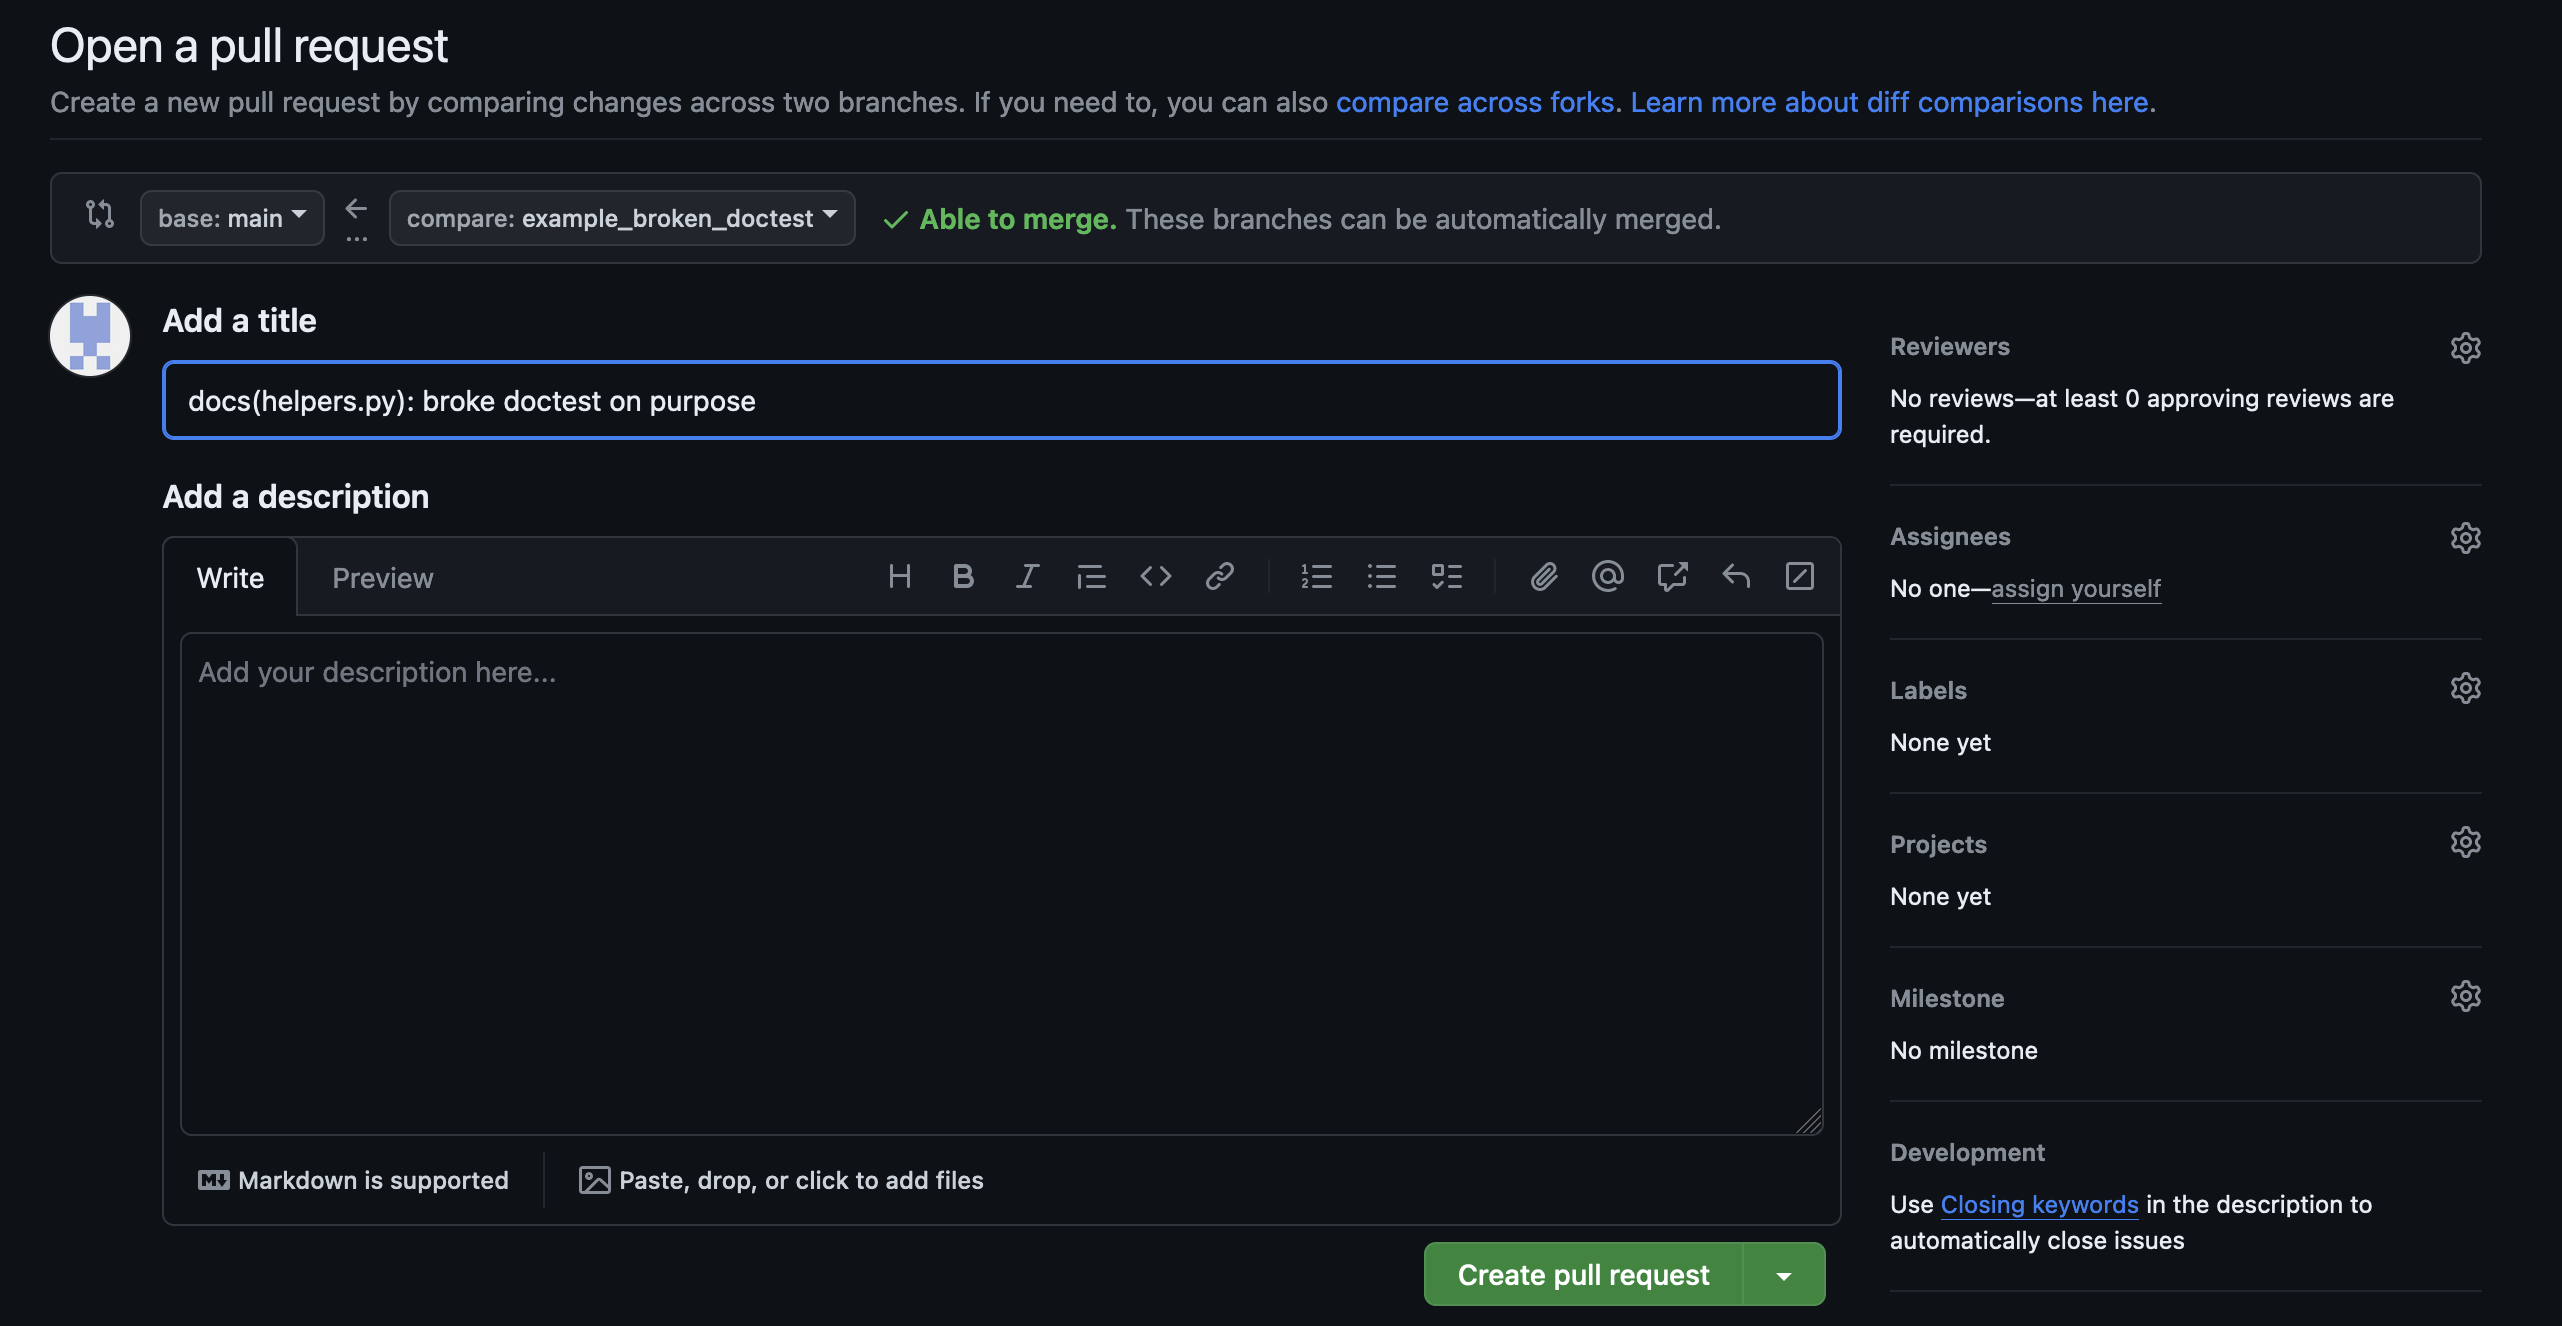 Open a pull request
Create a new pull request by comparing changes across two branches. If you need to, you can also compare across forks. Learn more about diff comparisons here.
base: main
compare: example_broken_doctest
Able to merge. These branches can be automatically merged.
Add a title
docs(helpers.py): broke doctest on purpose
Add a description
Write
Preview
Add your description here...
Markdown is supported
Paste, drop, or click to add files
Create pull request
Reviewers
No reviews—at least 0 approving reviews are
required.
Assignees
No one—assign yourself
Labels
None yet
Projects
None yet
Milestone
No milestone
Development
Use Closing keywords in the description to
automatically close issues